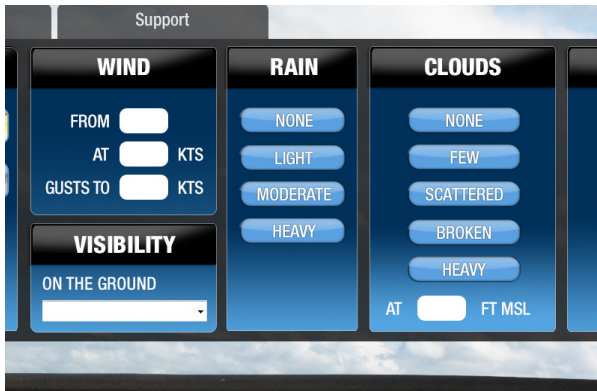 Support
WIND
FROM
AT KTS
GUSTS TO KTS
VISIBILITY
ON THE GROUND
RAIN
NONE
LIGHT
MODERATE
HEAVY
CLOUDS
NONE
FEW
SCATTERED
BROKEN
HEAVY
AT FT MSL